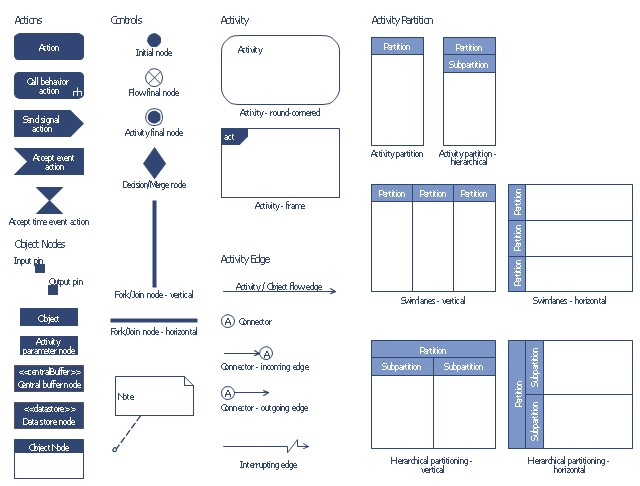 Actions
Action
Call behavior
action
Send signal
action
Accept event
action
Accept time event action
Object Nodes
Input pin
Output pin
Object
Activity
parameter node
<<centralBuffer>>
Central buffer node
<<datastore>>
Data store node
Object Node
Controls
Initial node
Flow final node
Activity final node
Decision/Merge node
Fork/Join node - vertical
Fork/Join node - horizontal
Note
Activity
Activity
Activity - round-cornered
act
Activity - frame
Activity Edge
Activity / Object flow edge
A
Connector
A
Connector - incoming edge
A
Connector - outgoing edge
Interrupting edge
Activity Partition
Partition
Activity partition
Partition
Subpartition
Activity partition -
hierarchical
Partition Partition Partition
Swimlanes - vertical
Partition
Partition
Partition
Swimlanes - horizontal
Partition
Subpartition Subpartition
Hierarchical partitioning -
vertical
Partition
Subpartition
Subpartition
Hierarchical partitioning -
horizontal